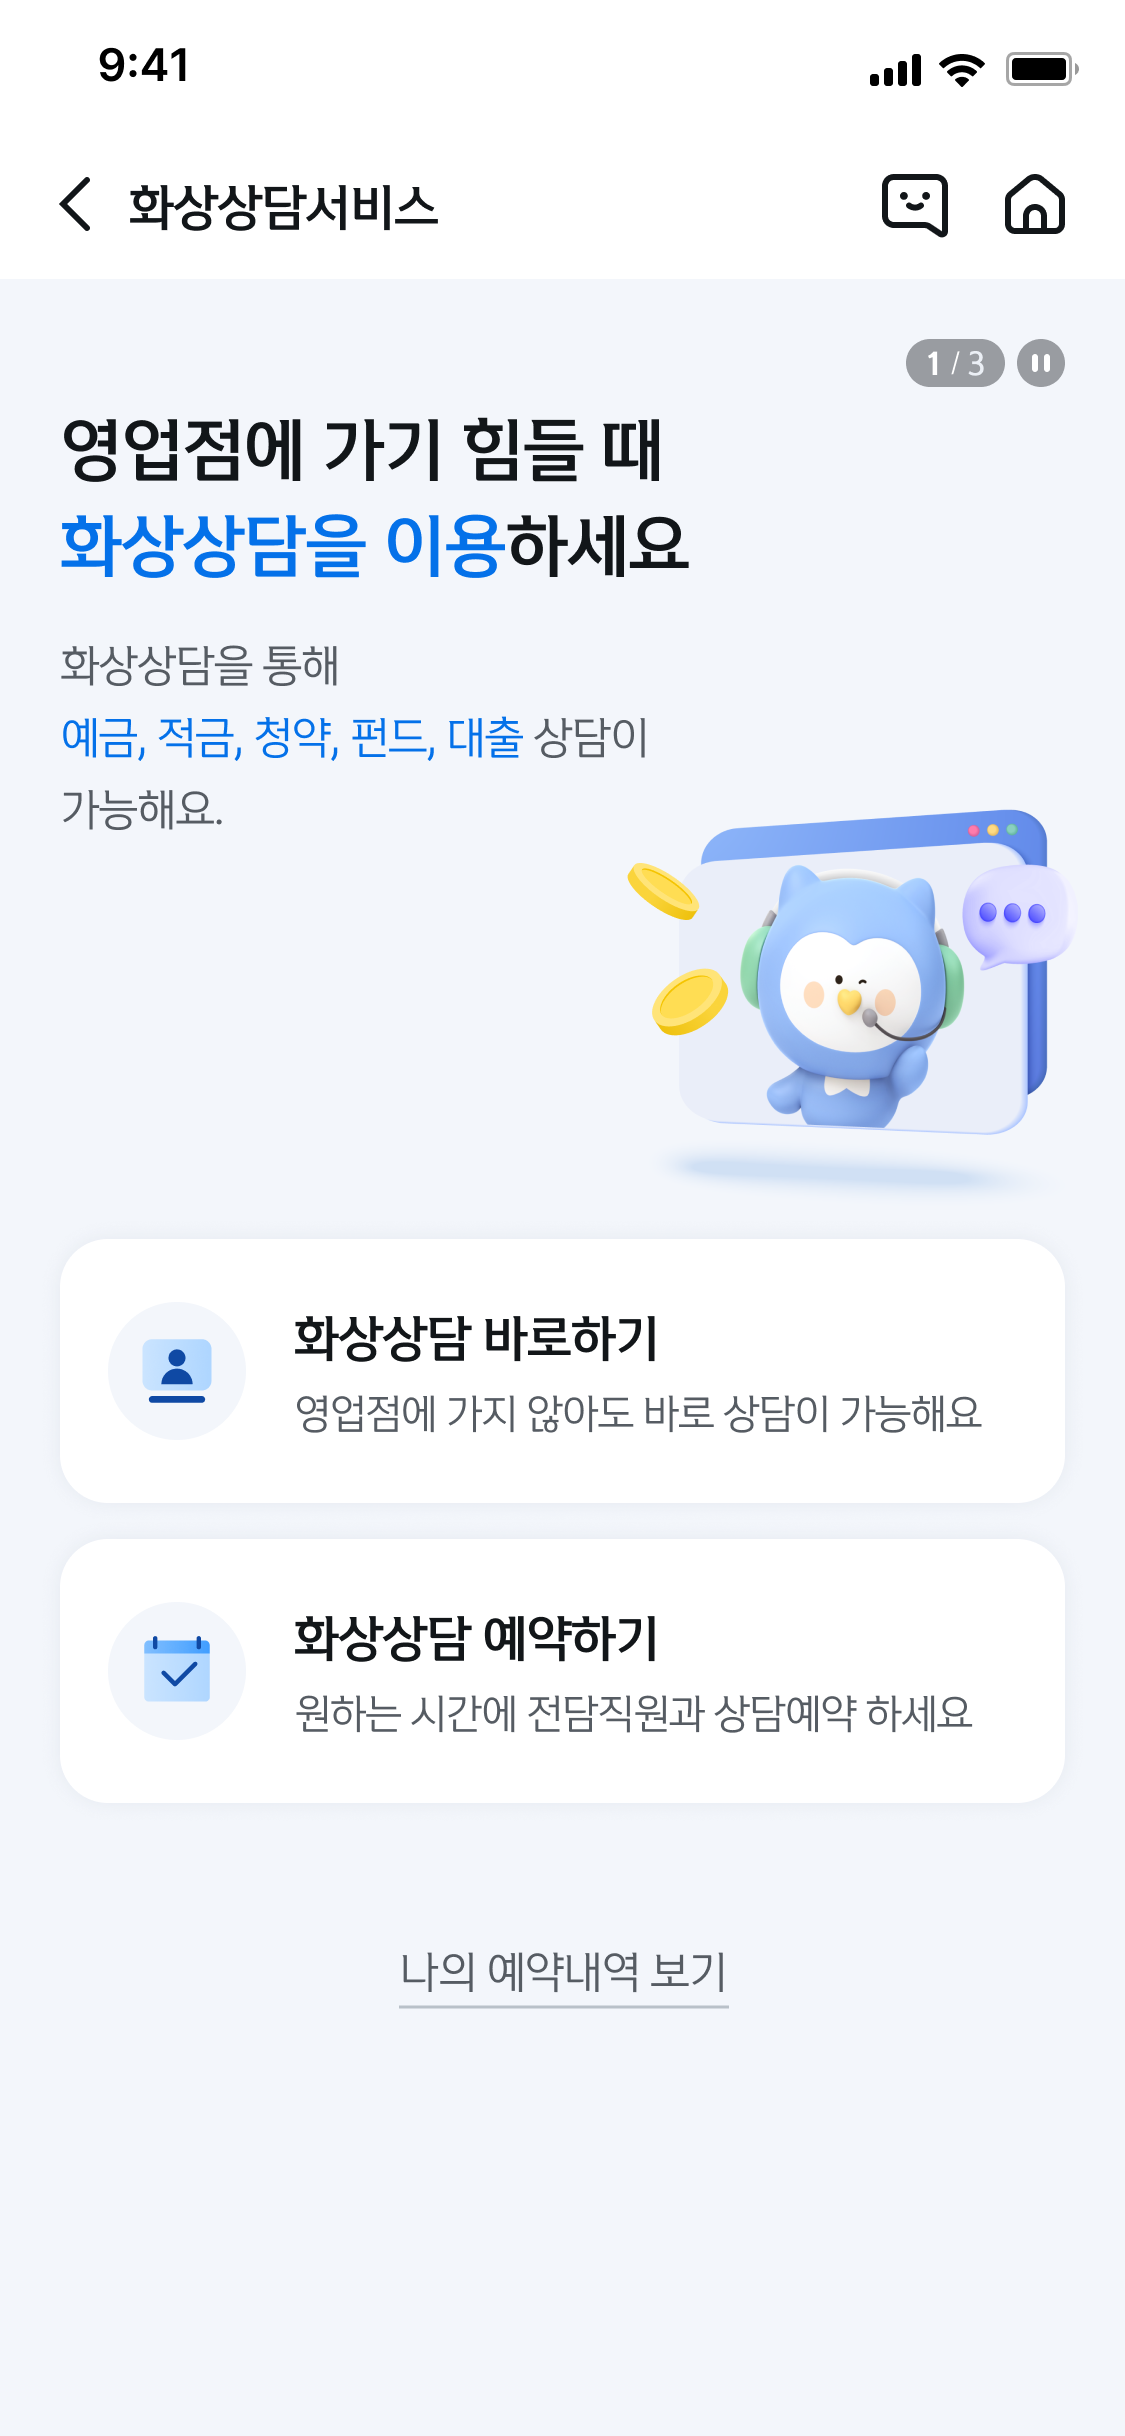 9:41
화상상담서비스
1 / 3
영업점에 가기 힘들 때
화상상담을 이용하세요
화상상담을 통해
예금, 적금, 청약, 펀드, 대출 상담이
가능해요.
화상상담 바로하기
영업점에 가지 않아도 바로 상담이 가능해요
화상상담 예약하기
원하는 시간에 전담직원과 상담예약 하세요
나의 예약내역 보기